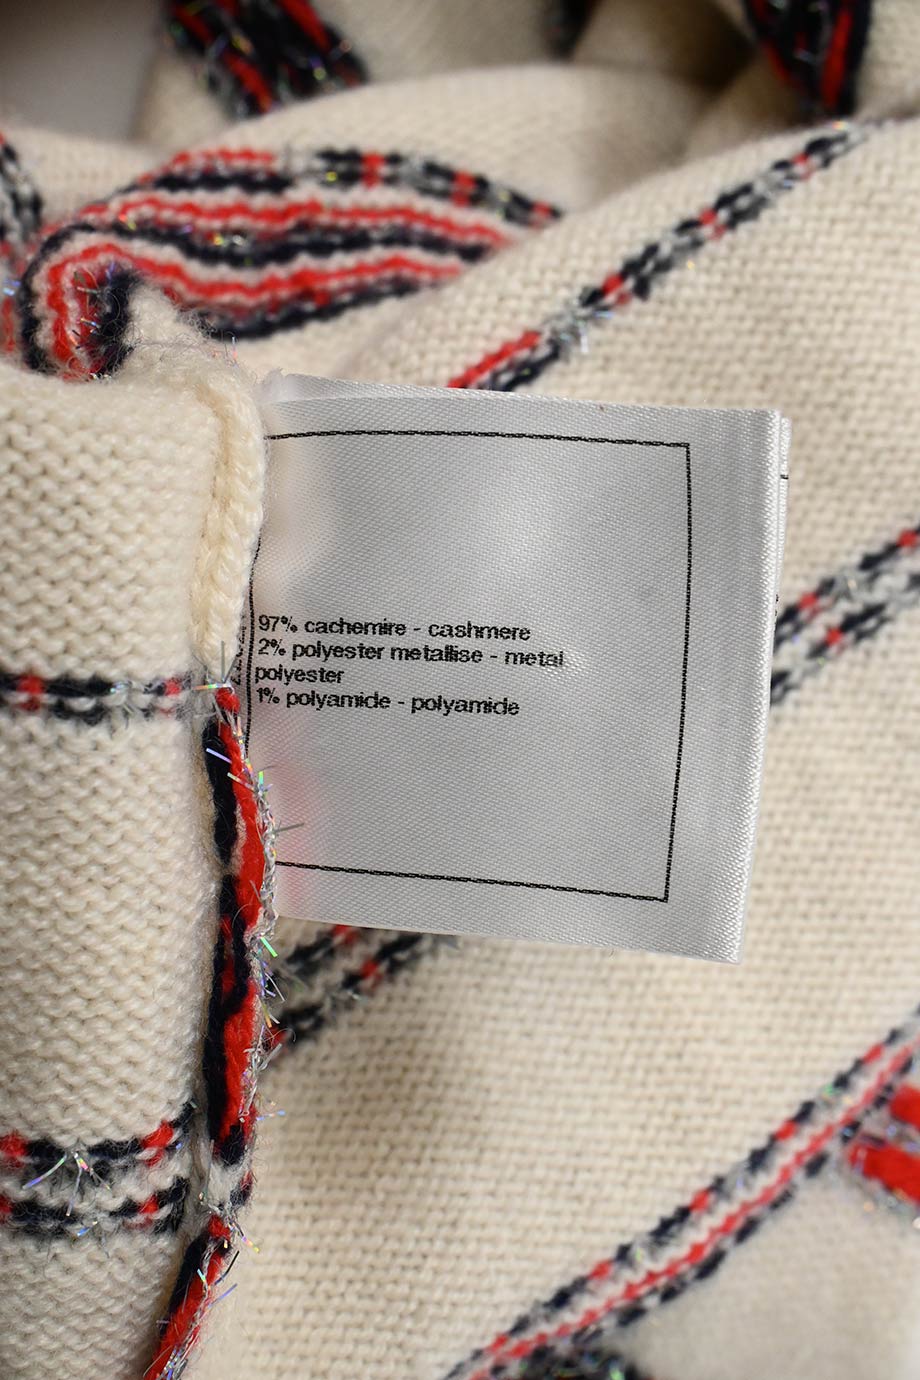 97% cachemire - cashmere
2% polyester metallise - metal
polyester
1% polyamide - polyamide